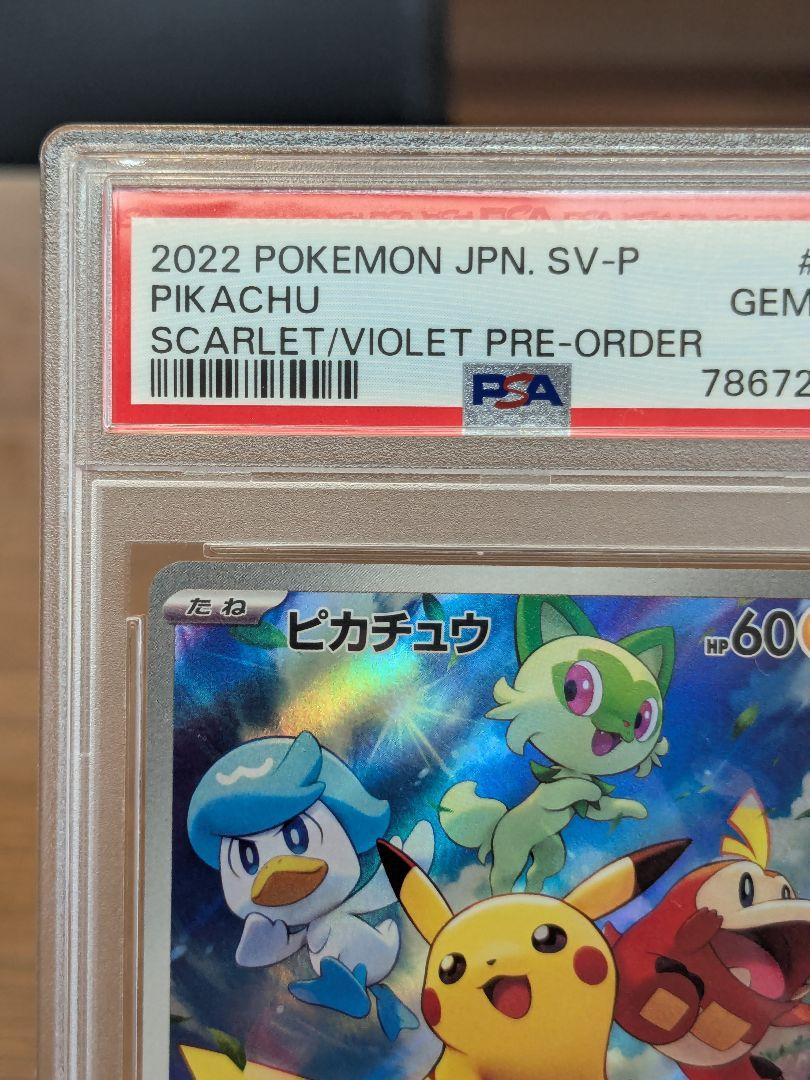 2022 POKEMON JPN. SV-P #
PIKACHU GEM
SCARLET/VIOLET PRE-ORDER
PSA 78672
たね ピカチュウ HP60